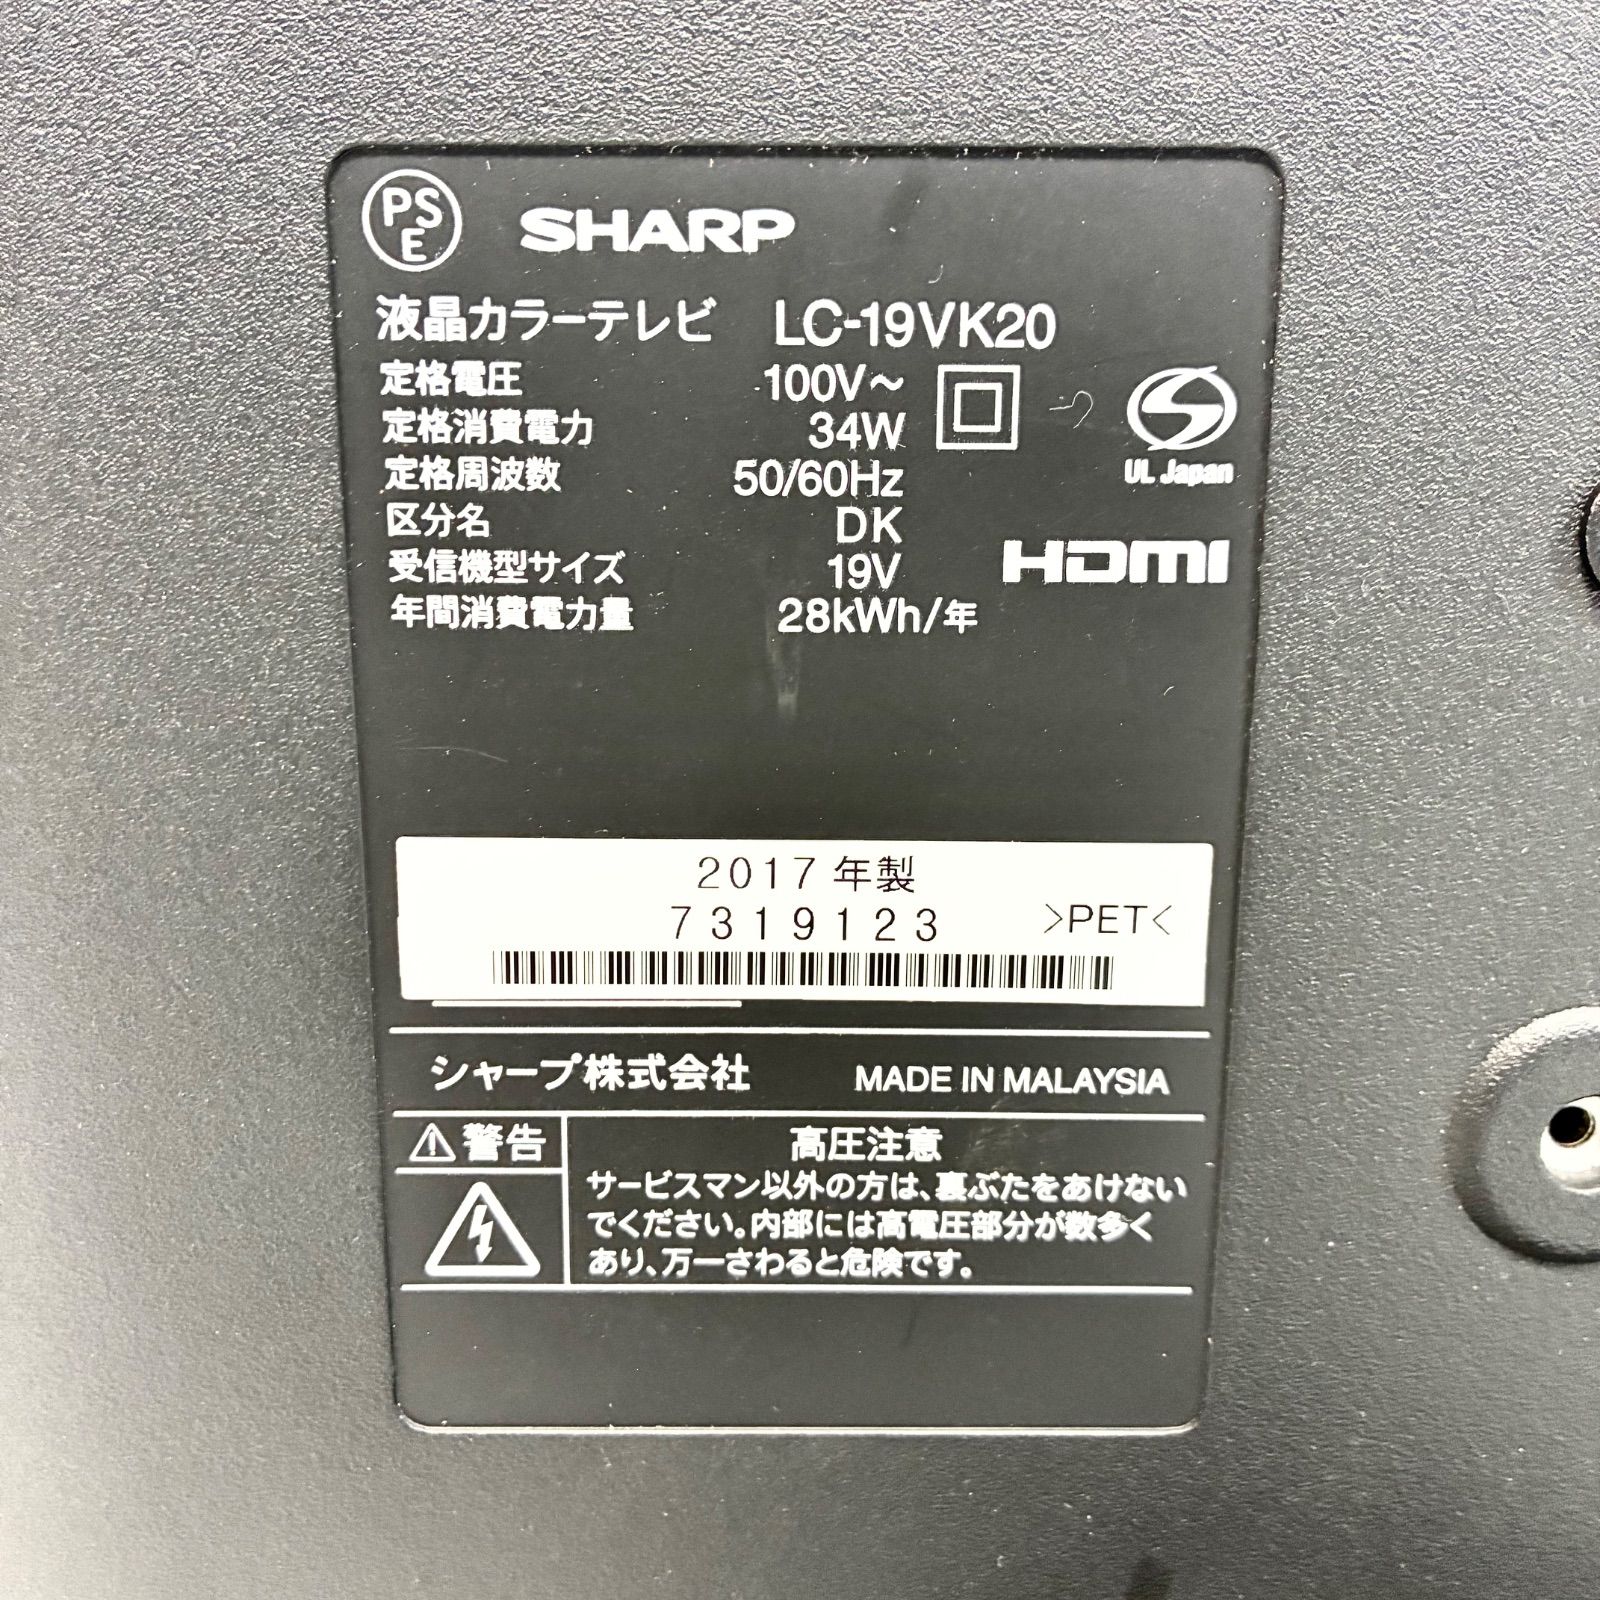 PS
E
SHARP
液晶カラーテレビ LC-19VK20
定格電圧 100V～
定格消費電力 34W
定格周波数 50/60Hz
区分名 DK
受信機型サイズ 19V
年間消費電力量 28kWh/年
UL Japan
HDMI
2017年製
7319123 >PET<
シャープ株式会社 MADE IN MALAYSIA
警告
高圧注意
サービスマン以外の方は、裏ぶたをあけない
でください。内部には高電圧部分が数多く
あり、万一さわると危険です。